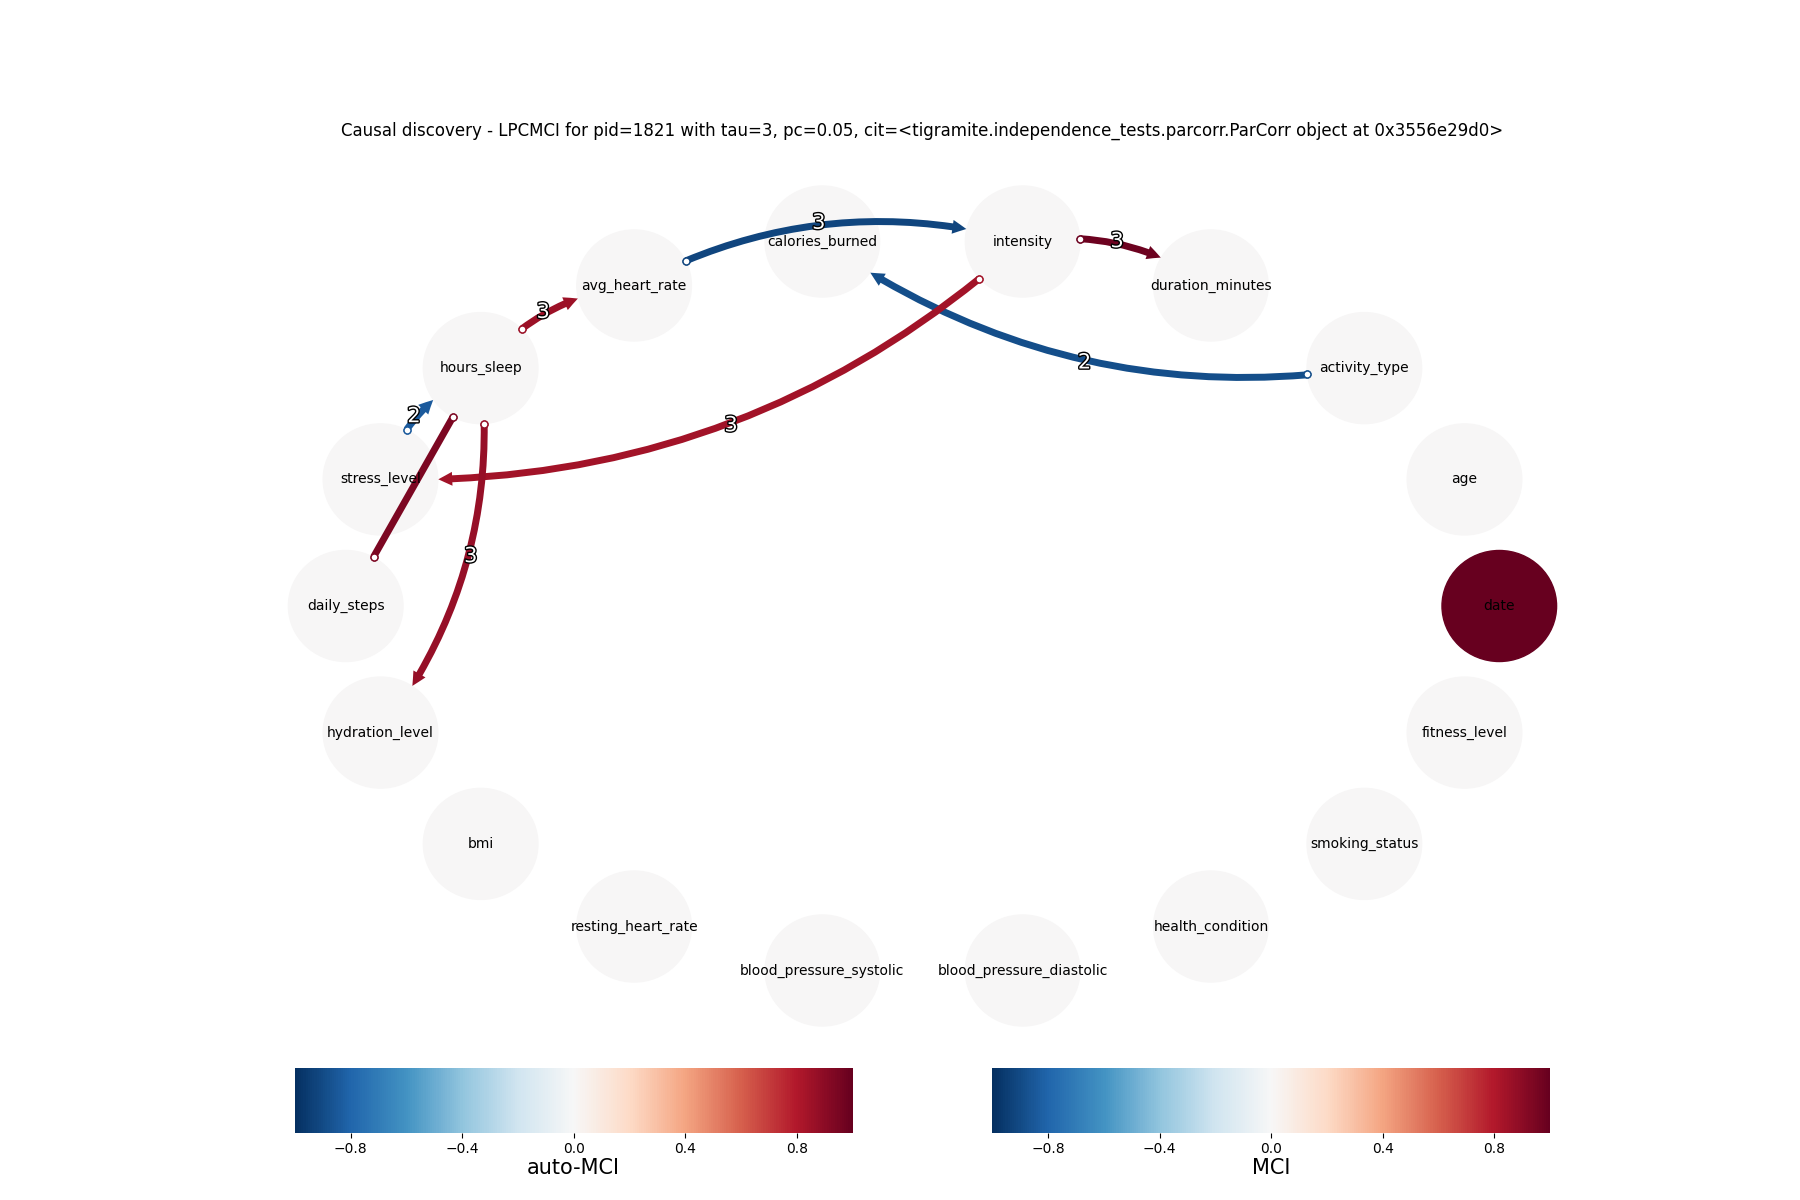 Causal discovery - LPCMCI for pid=1821 with tau=3, pc=0.05, cit=<tigramite.independence_tests.parcorr.ParCorr object at 0x3556e29d0>
3
calories_burned
intensity
3
avg_heart_rate
duration_minutes
3
hours_sleep
2
activity_type
2
3
stress_level
age
3
daily_steps
date
hydration_level
fitness_level
bmi
smoking_status
resting_heart_rate
health_condition
blood_pressure_systolic
blood_pressure_diastolic
−0.8 −0.4 0.0 0.4 0.8
auto-MCI
−0.8 −0.4 0.0 0.4 0.8
MCI